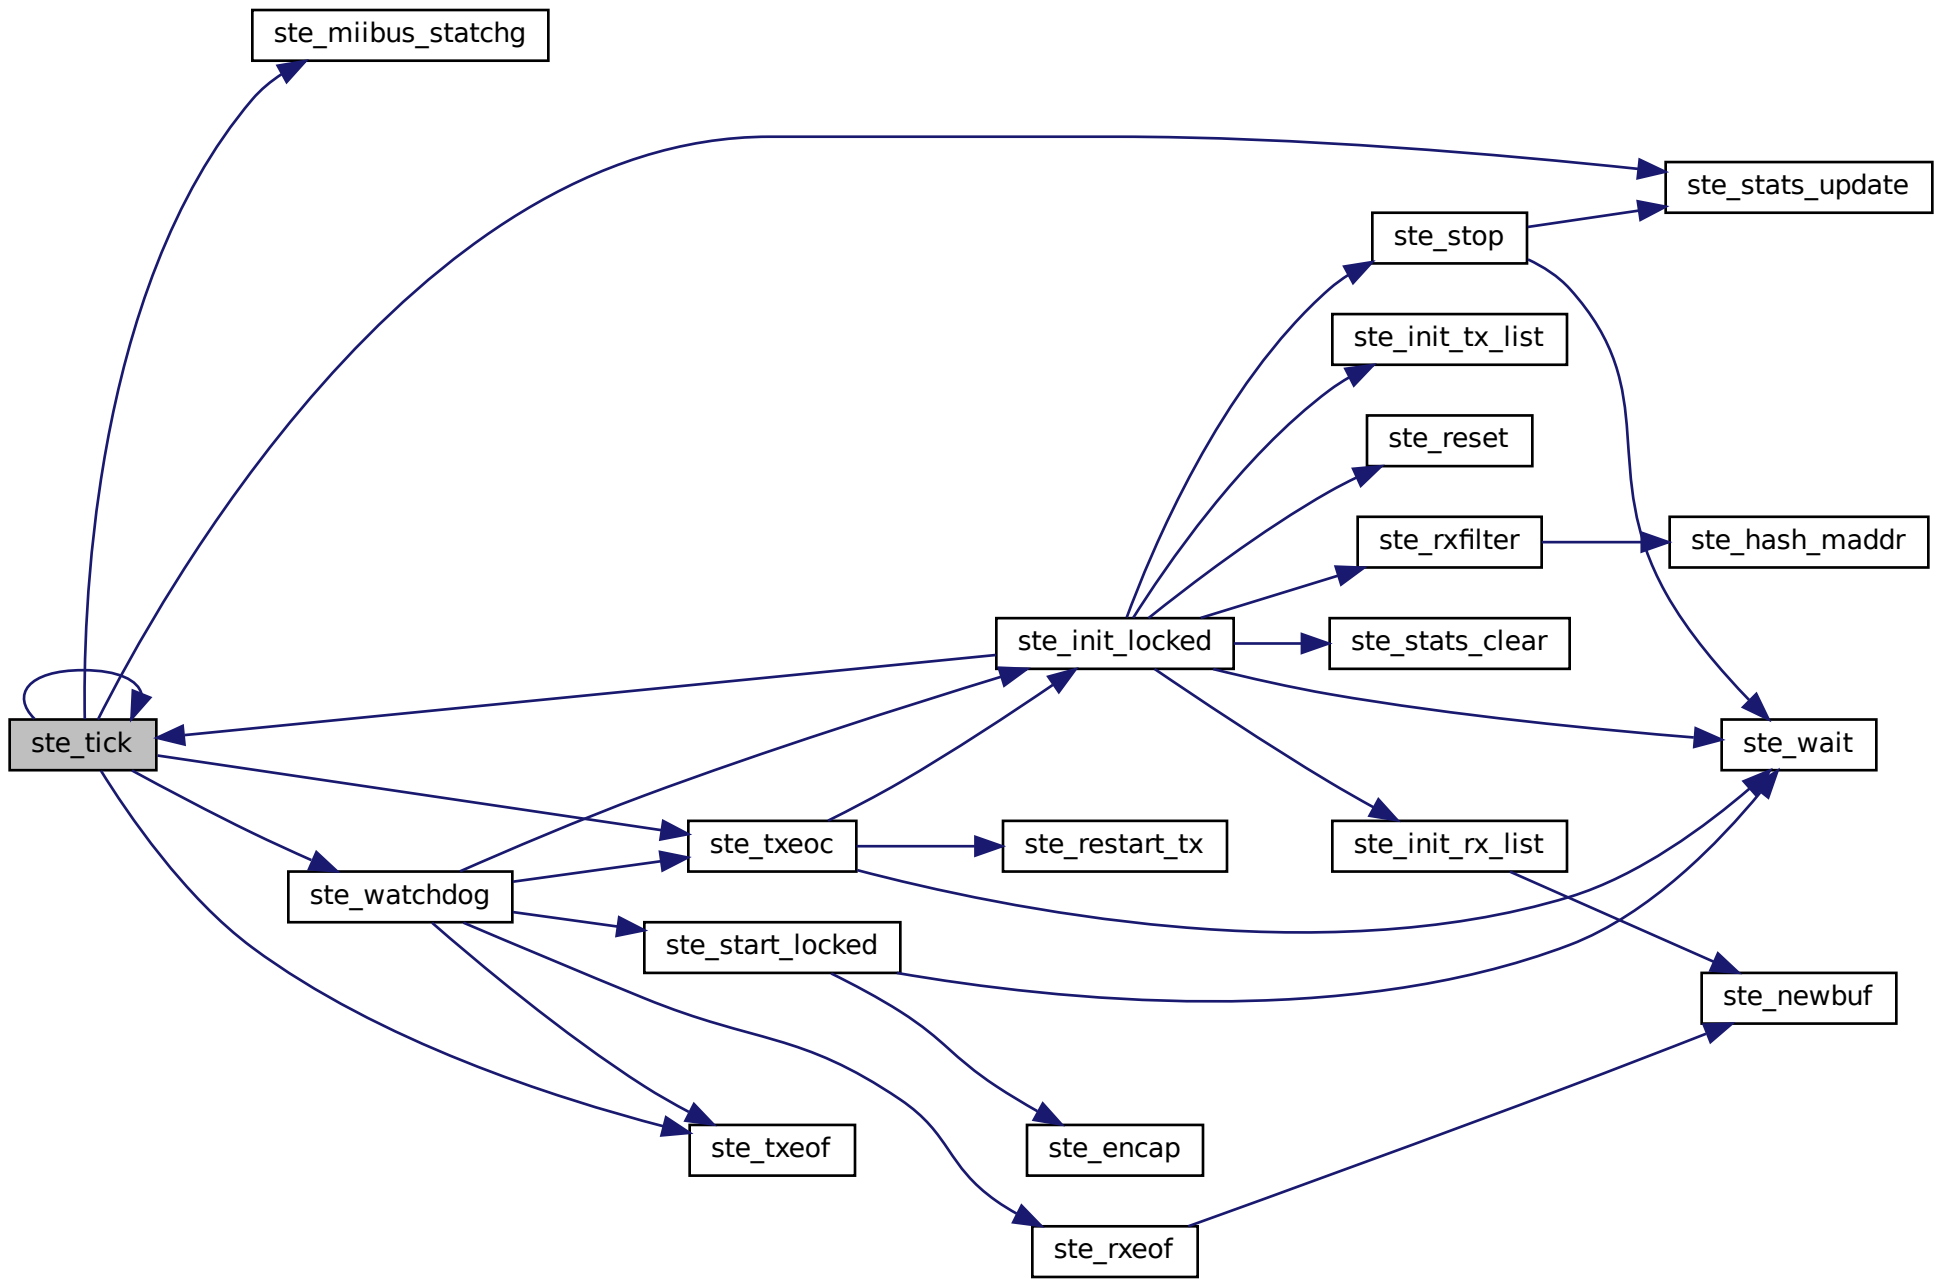 ste_miibus_statchg
ste_stats_update
ste_stop
ste_init_tx_list
ste_reset
ste_rxfilter
ste_hash_maddr
ste_init_locked
ste_stats_clear
ste_tick
ste_wait
ste_txeoc
ste_restart_tx
ste_init_rx_list
ste_watchdog
ste_start_locked
ste_newbuf
ste_txeof
ste_encap
ste_rxeof